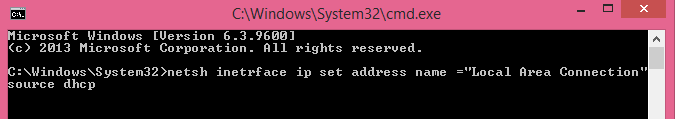 C:\Windows\System32\cmd.exe
Microsoft Windows [Version 6.3.9600]
(c) 2013 Microsoft Corporation. All rights reserved.
C:\Windows\System32>netsh inetrface ip set address name ="Local Area Connection"
source dhcp